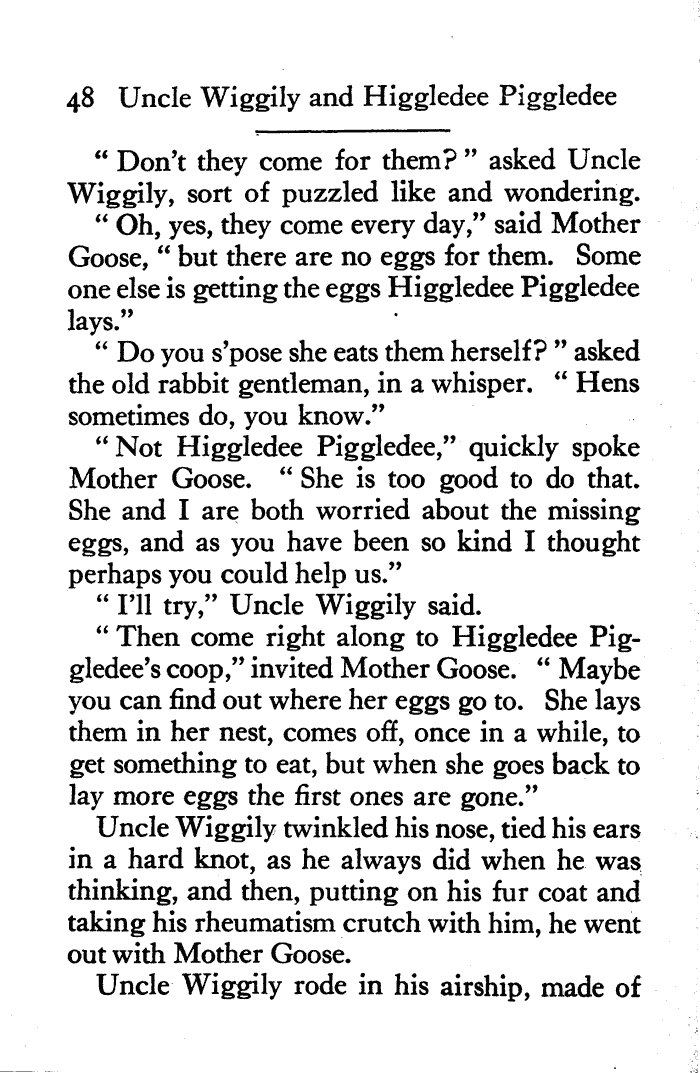 48 Uncle Wiggily and Higgledee Piggledee
“ Don’t they come for them? ” asked Uncle
Wiggily, sort of puzzled like and wondering.
“ Oh, yes, they come every day,” said Mother
Goose, “ but there are no eggs for them. Some
one else is getting the eggs Higgledee Piggledee
lays.”
“ Do you s’pose she eats them herself? ” asked
the old rabbit gentleman, in a whisper. “ Hens
sometimes do, you know.”
“ Not Higgledee Piggledee,” quickly spoke
Mother Goose. “ She is too good to do that.
She and I are both worried about the missing
eggs, and as you have been so kind I thought
perhaps you could help us.”
“ I’ll try,” Uncle Wiggily said.
“ Then come right along to Higgledee Pig-
gledee’s coop,” invited Mother Goose. “ Maybe
you can find out where her eggs go to. She lays
them in her nest, comes off, once in a while, to
get something to eat, but when she goes back to
lay more eggs the first ones are gone.”
Uncle Wiggily twinkled his nose, tied his ears
in a hard knot, as he always did when he was
thinking, and then, putting on his fur coat and
taking his rheumatism crutch with him, he went
out with Mother Goose.
Uncle Wiggily rode in his airship, made of